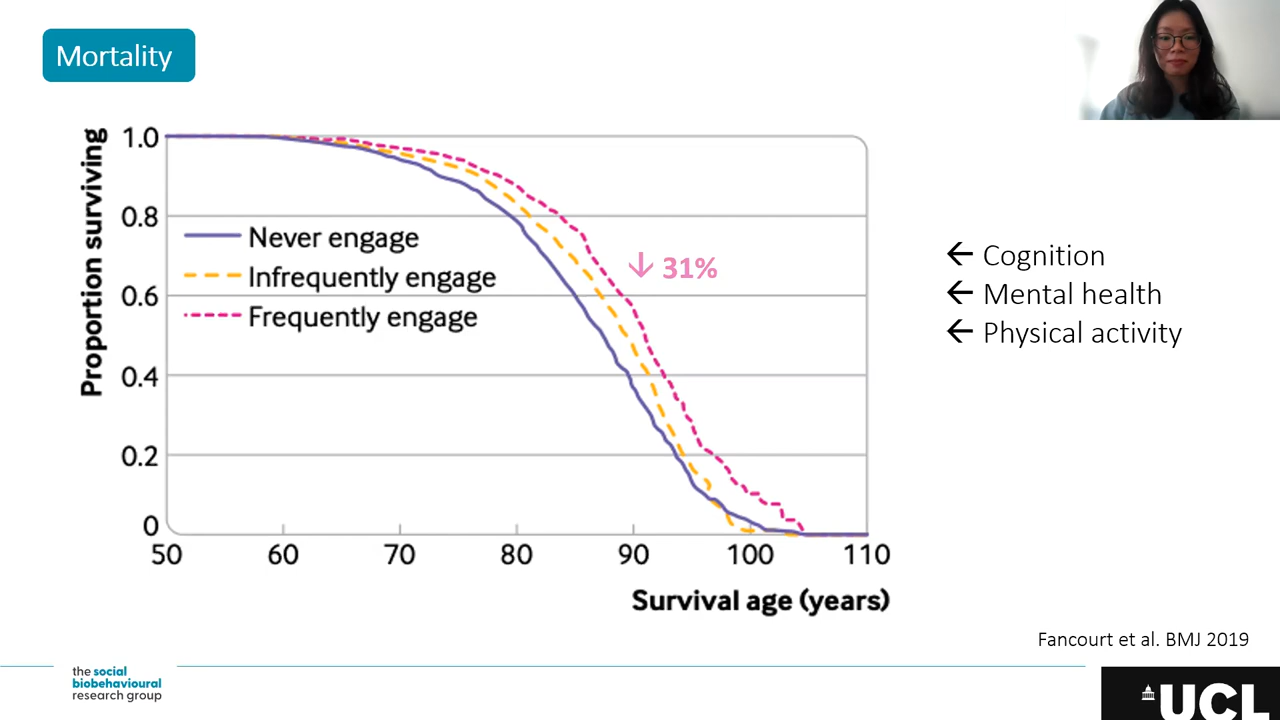 Mortality
Proportion surviving
1.0
0.8
0.6
0.4
0.2
0
Never engage
Infrequently engage
Frequently engage
↓ 31%
50 60 70 80 90 100 110
Survival age (years)
← Cognition
← Mental health
← Physical activity
Fancourt et al. BMJ 2019
the social
biobehavioural
research group
UCL